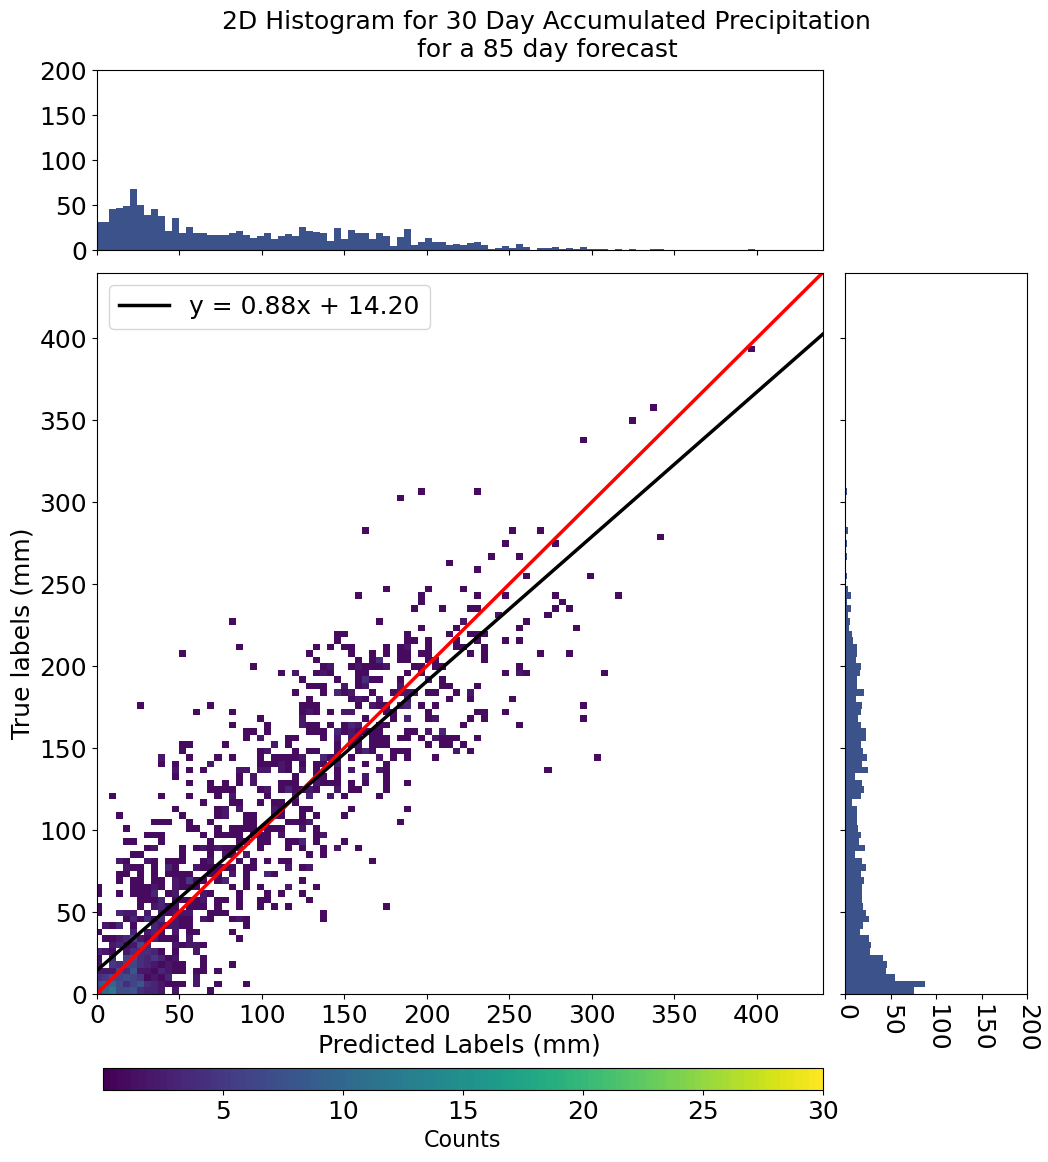 2D Histogram for 30 Day Accumulated Precipitation
for a 85 day forecast
200
150
100
50
0
y = 0.88x + 14.20
400
350
300
250
200
150
100
50
0
True labels (mm)
0 50 100 150 200 250 300 350 400
Predicted Labels (mm)
0 50 100 150 200
5 10 15 20 25 30
Counts